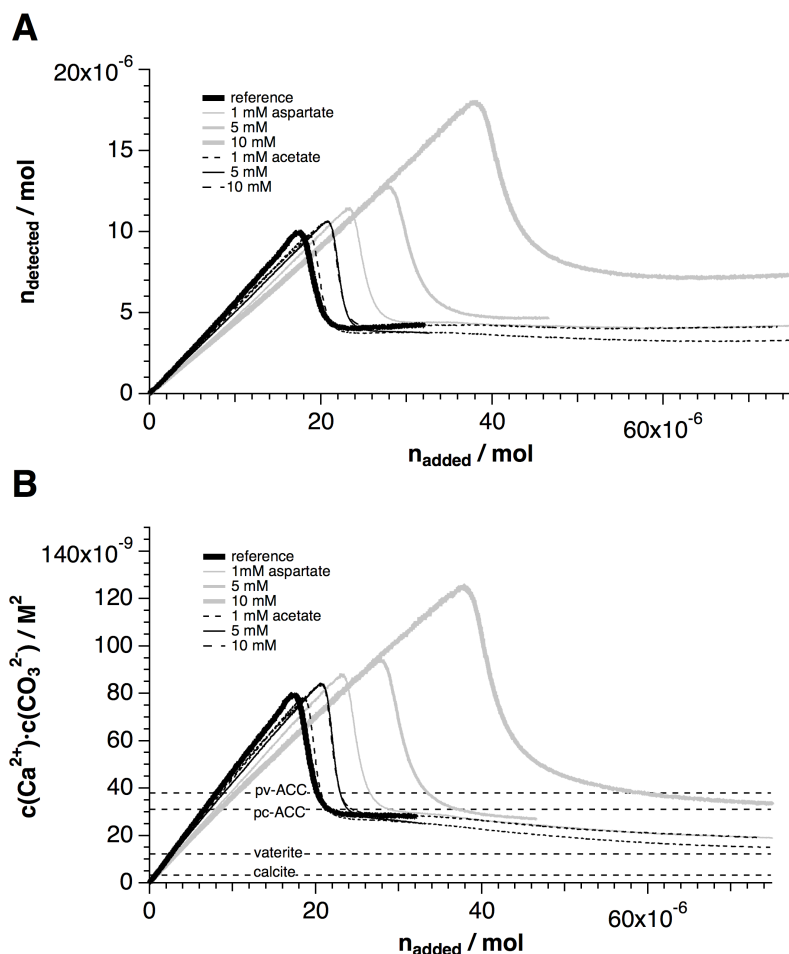 A
20x10⁻⁶
15
10
5
0
n_detected / mol
reference
1 mM aspartate
5 mM
10 mM
1 mM acetate
5 mM
10 mM
0
20
40
60x10⁻⁶
n_added / mol
B
140x10⁻⁹
120
100
80
60
40
20
0
c(Ca²⁺)·c(CO₃²⁻) / M²
reference
1mM aspartate
5 mM
10 mM
1 mM acetate
5 mM
10 mM
pv-ACC
pc-ACC
vaterite
calcite
0
20
40
60x10⁻⁶
n_added / mol